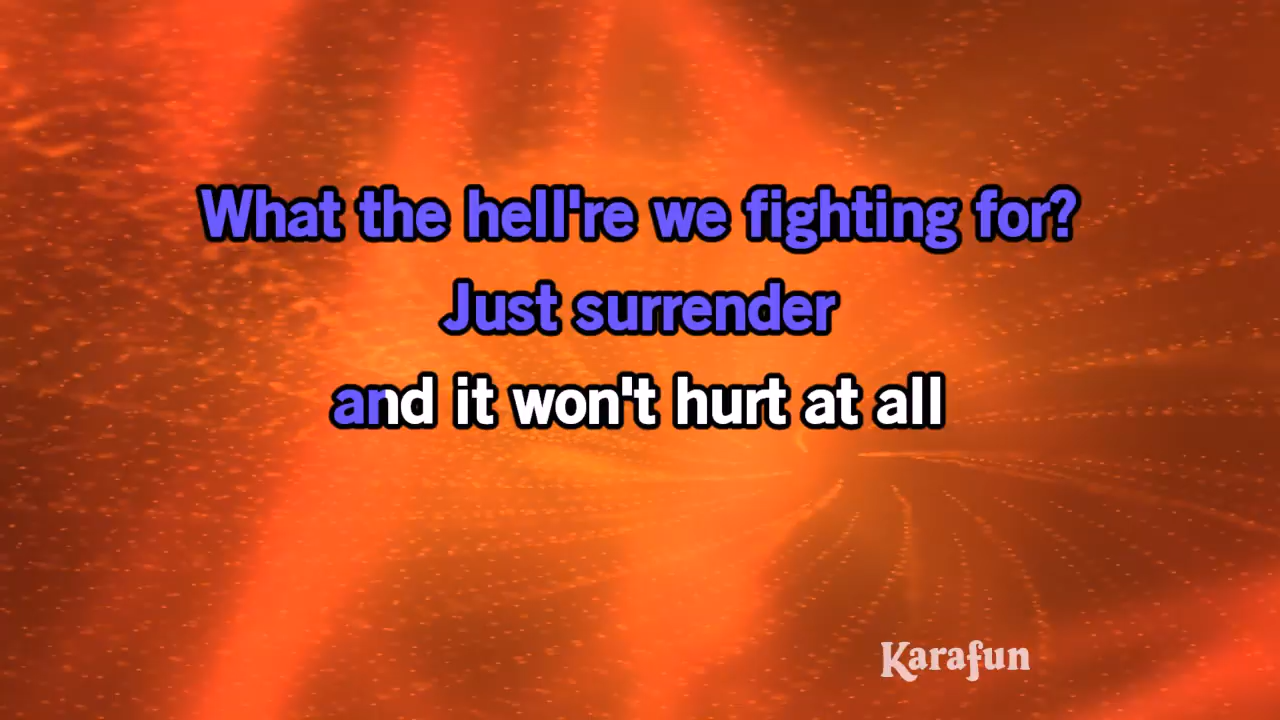 What the hell're we fighting for?
Just surrender
and it won't hurt at all
Karafun